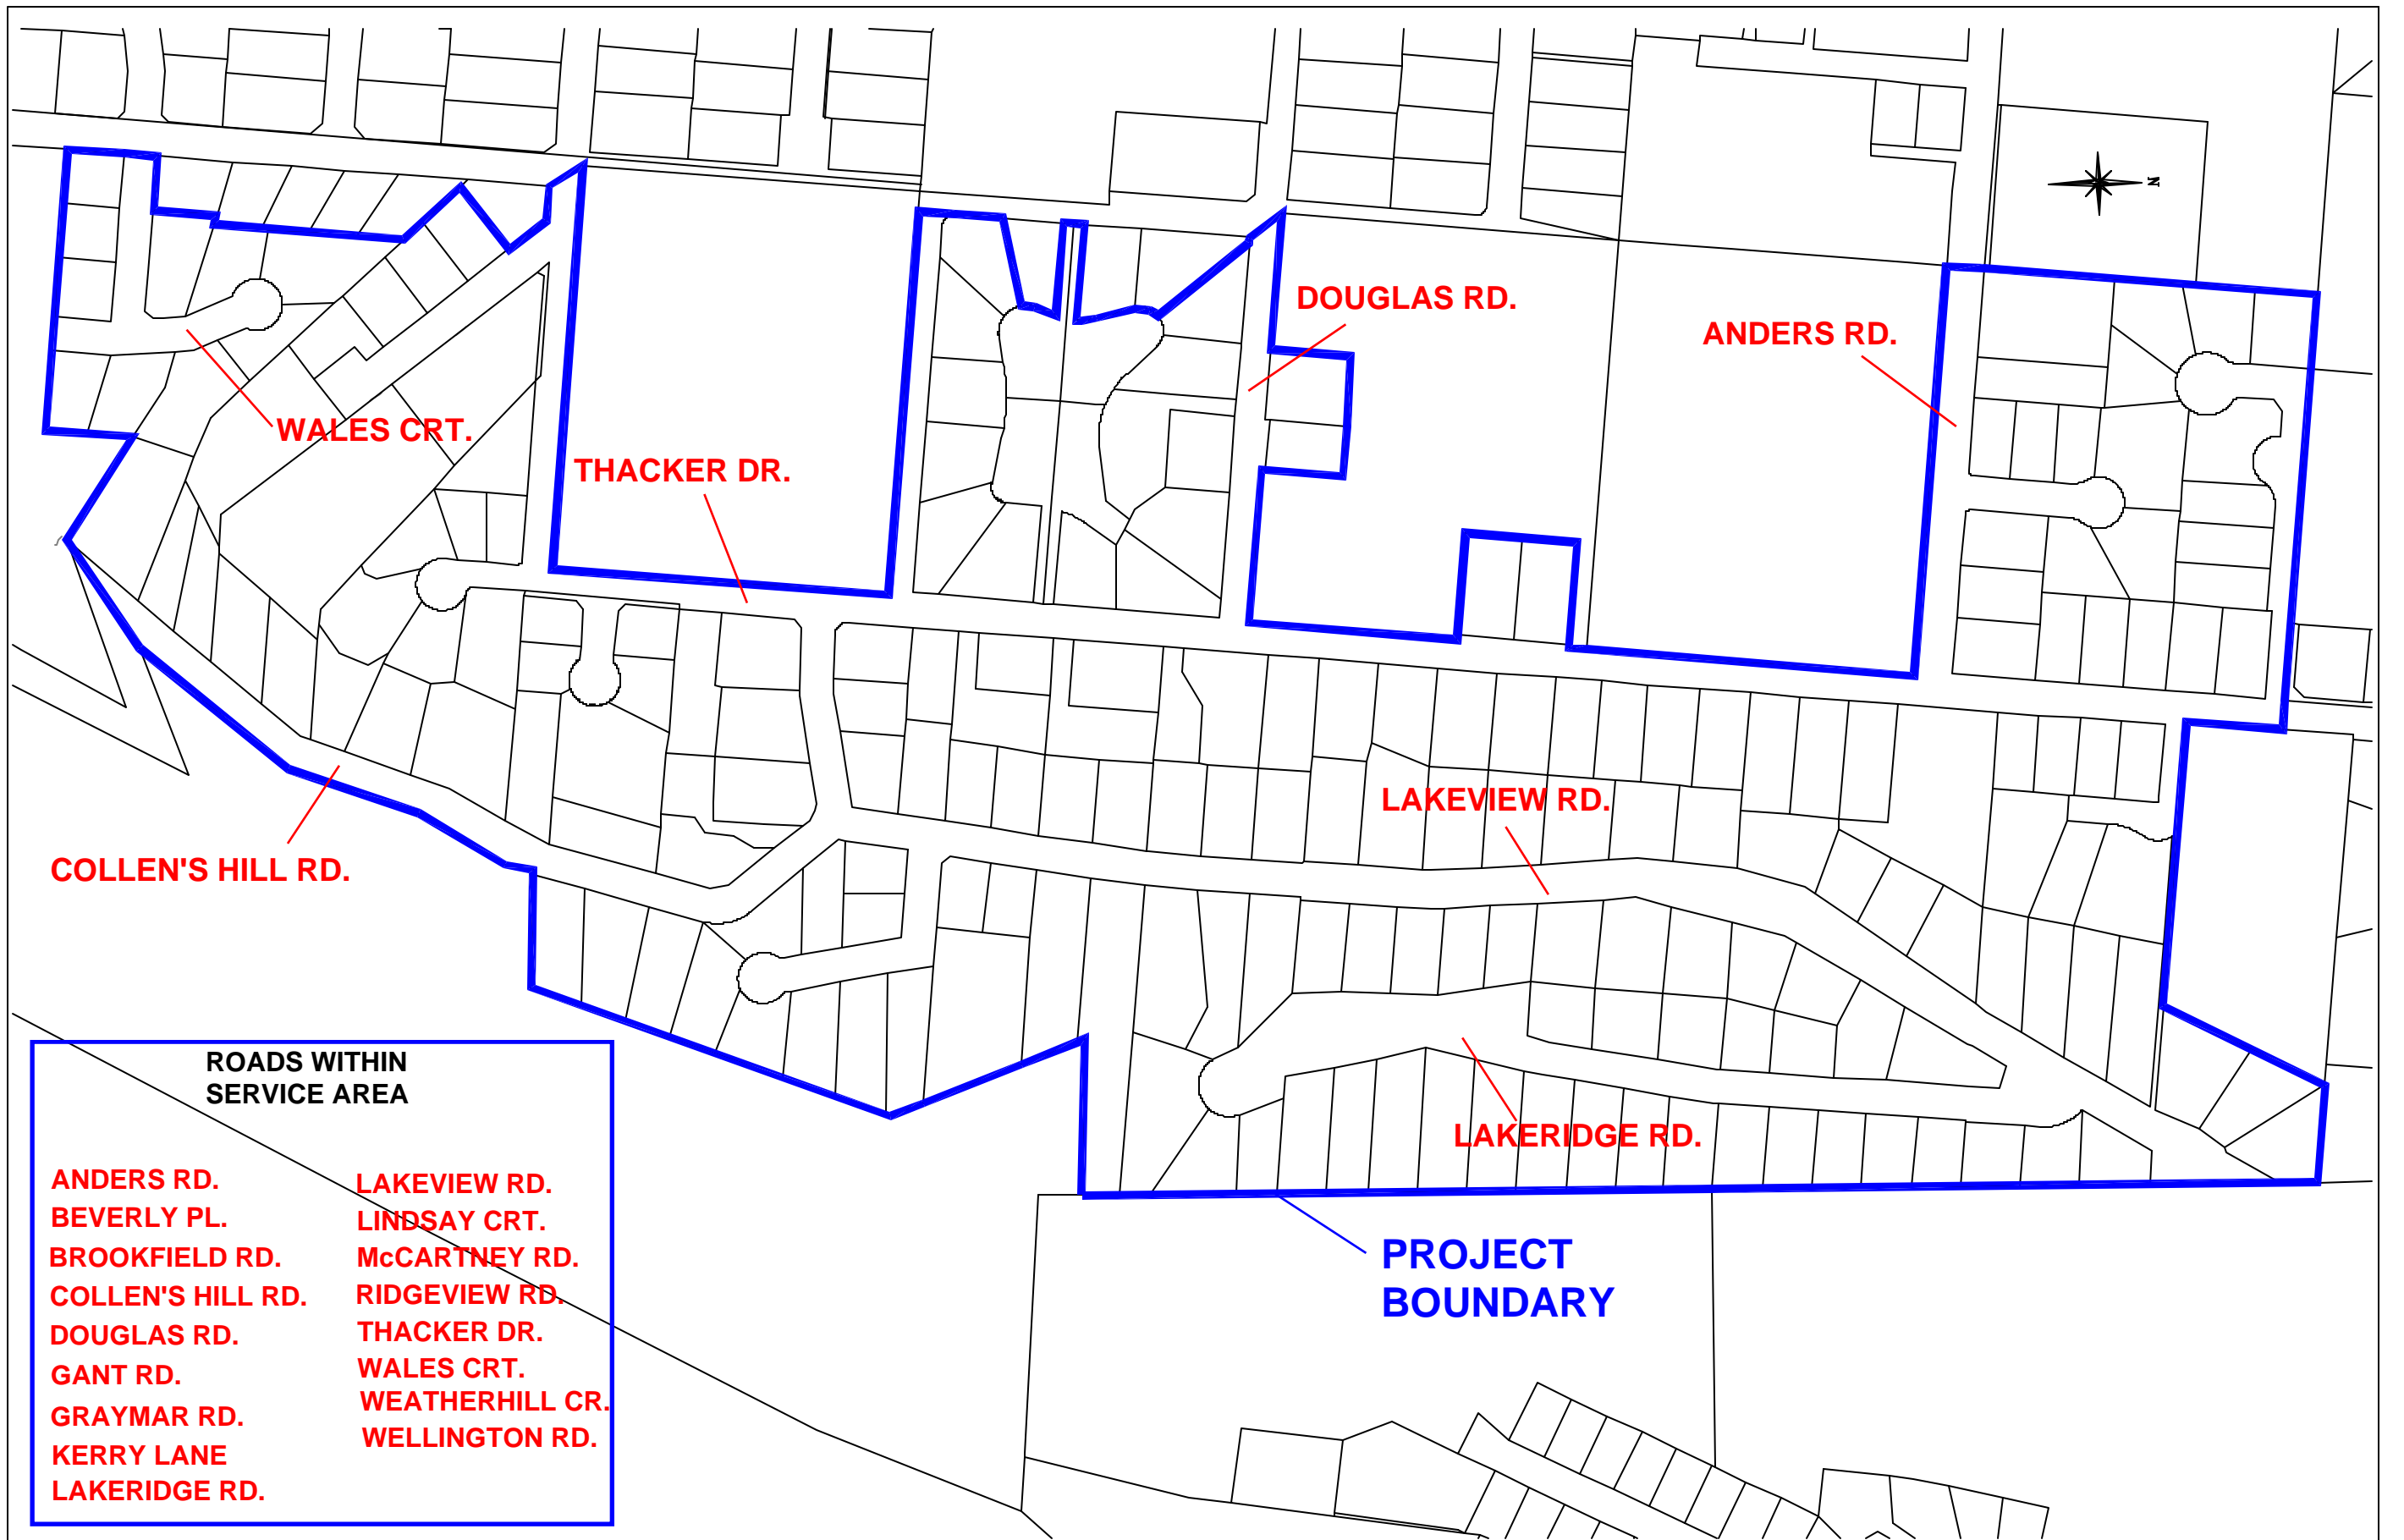 N
DOUGLAS RD.
ANDERS RD.
WALES CRT.
THACKER DR.
LAKEVIEW RD.
COLLEN'S HILL RD.
LAKERIDGE RD.
PROJECT
BOUNDARY
ROADS WITHIN
SERVICE AREA
ANDERS RD.
BEVERLY PL.
BROOKFIELD RD.
COLLEN'S HILL RD.
DOUGLAS RD.
GANT RD.
GRAYMAR RD.
KERRY LANE
LAKERIDGE RD.
LAKEVIEW RD.
LINDSAY CRT.
McCARTNEY RD.
RIDGEVIEW RD.
THACKER DR.
WALES CRT.
WEATHERHILL CR.
WELLINGTON RD.